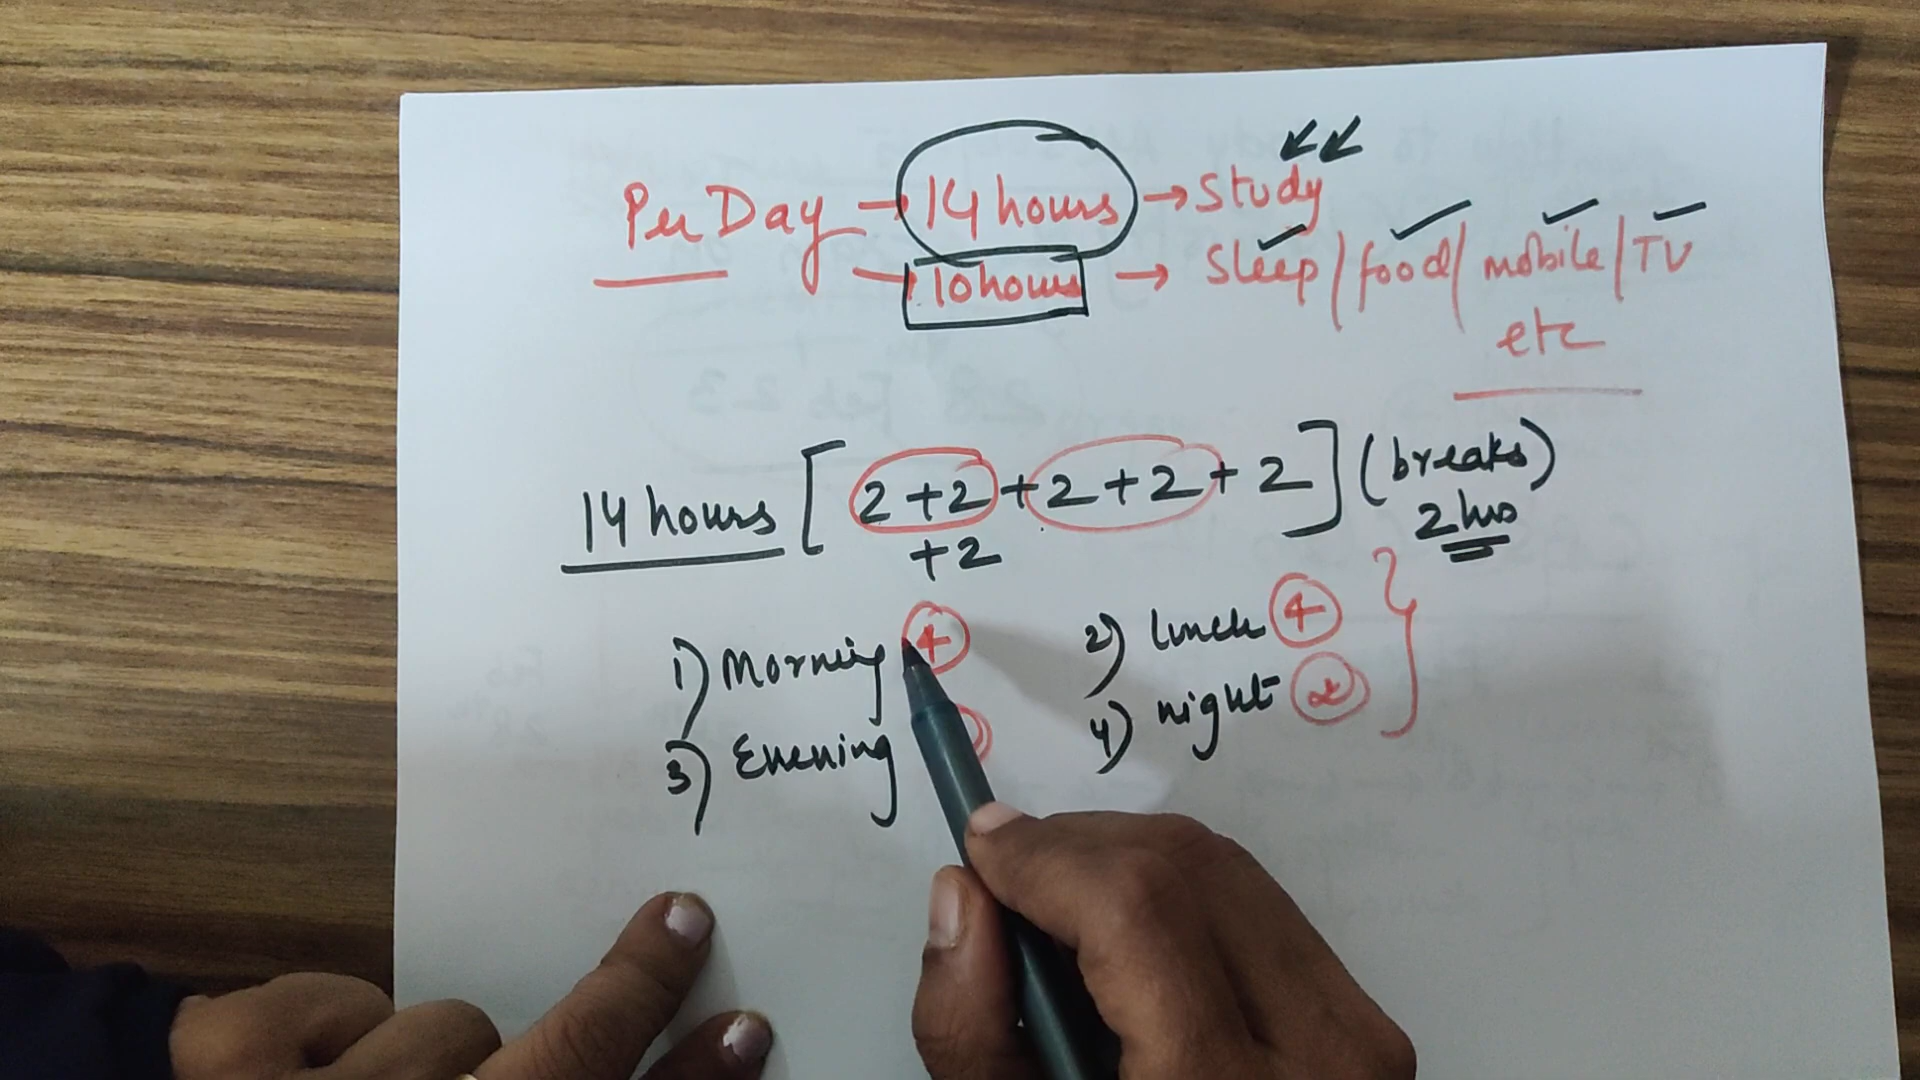 Per Day → 14 hours → Study
→ 10 hours → Sleep / food / mobile / TV
etc
14 hours [ 2 + 2 + 2 + 2 + 2 ] (breaks)
+ 2
2 hrs
1) Morning 4
2) lunch 4
3) Evening
4) night 2